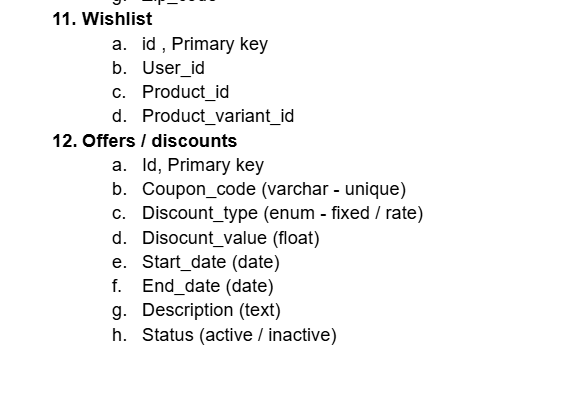 11. Wishlist
a. id , Primary key
b. User_id
c. Product_id
d. Product_variant_id
12. Offers / discounts
a. Id, Primary key
b. Coupon_code (varchar - unique)
c. Discount_type (enum - fixed / rate)
d. Disocunt_value (float)
e. Start_date (date)
f. End_date (date)
g. Description (text)
h. Status (active / inactive)